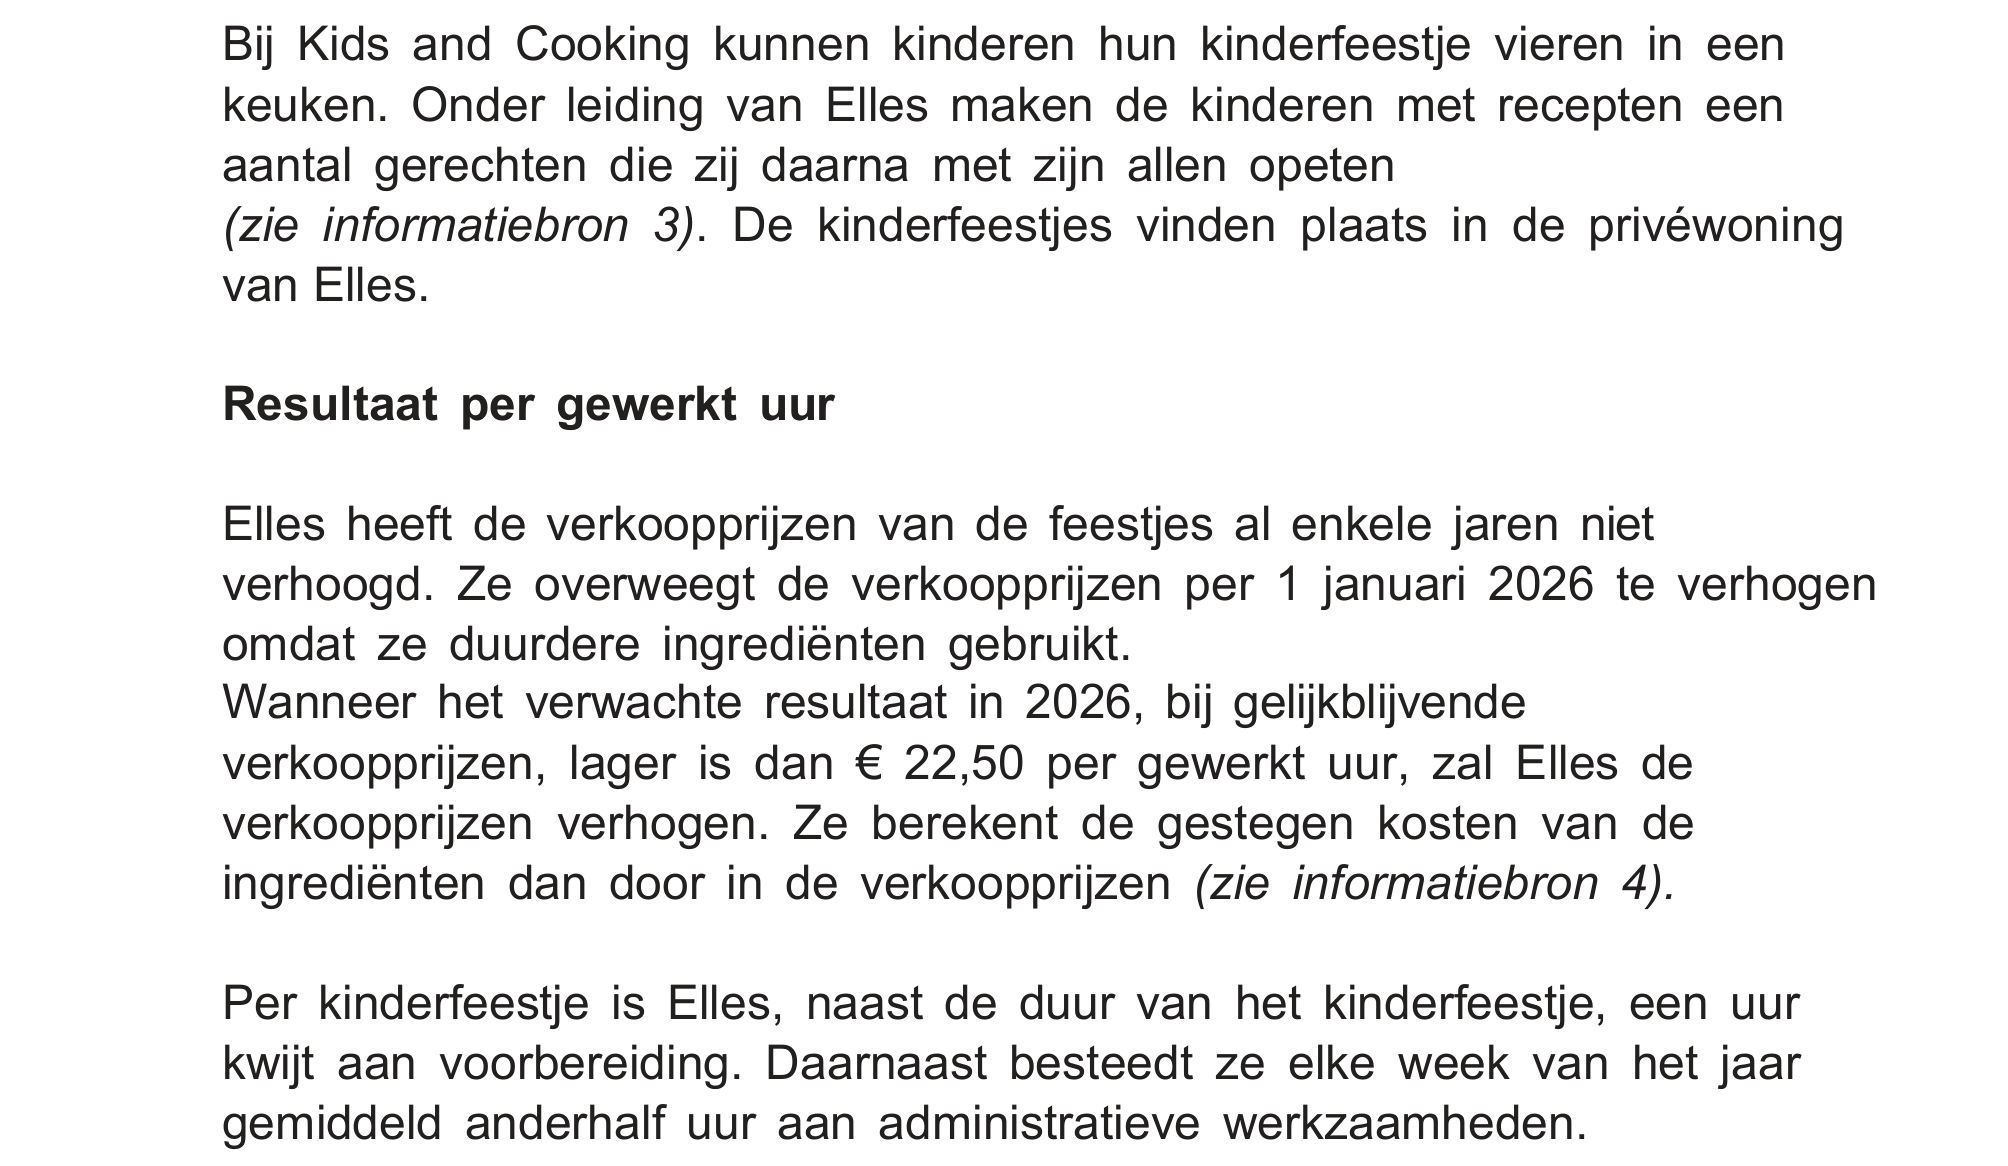 Bij Kids and Cooking kunnen kinderen hun kinderfeestje vieren in een
keuken. Onder leiding van Elles maken de kinderen met recepten een
aantal gerechten die zij daarna met zijn allen opeten
(zie informatiebron 3). De kinderfeestjes vinden plaats in de privéwoning
van Elles.
Resultaat per gewerkt uur
Elles heeft de verkoopprijzen van de feestjes al enkele jaren niet
verhoogd. Ze overweegt de verkoopprijzen per 1 januari 2026 te verhogen
omdat ze duurdere ingrediënten gebruikt.
Wanneer het verwachte resultaat in 2026, bij gelijkblijvende
verkoopprijzen, lager is dan € 22,50 per gewerkt uur, zal Elles de
verkoopprijzen verhogen. Ze berekent de gestegen kosten van de
ingrediënten dan door in de verkoopprijzen (zie informatiebron 4).
Per kinderfeestje is Elles, naast de duur van het kinderfeestje, een uur
kwijt aan voorbereiding. Daarnaast besteedt ze elke week van het jaar
gemiddeld anderhalf uur aan administratieve werkzaamheden.